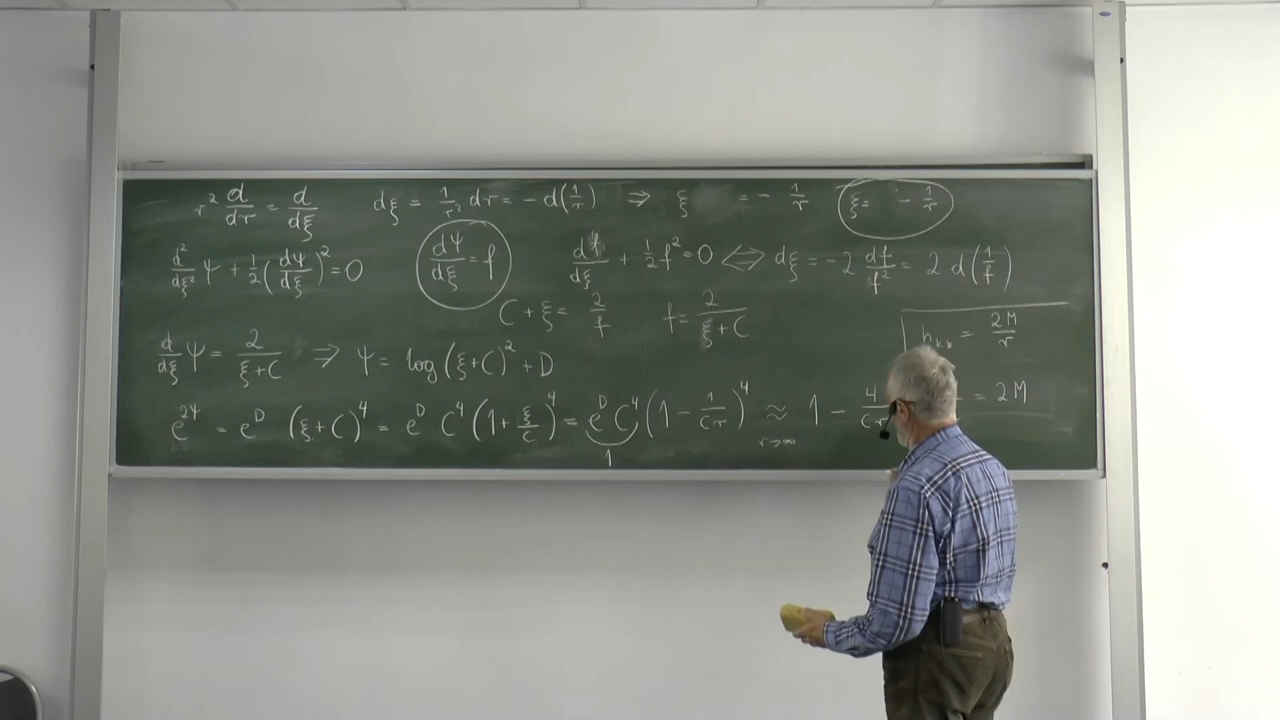 r² d/dr = d/dξ   dξ = 1/r² dr = - d(1/r) ⇒ ξ = - 1/r   ξ = - 1/r
d²/dξ² Ψ + 1/2 (dΨ/dξ)² = 0   dΨ/dξ = f   df/dξ + 1/2 f² = 0 ⟺ dξ = -2 df/f² = 2 d(1/f)
C + ξ = 2/f   f = 2/(ξ+C)   h_kk = 2M/r
d/dξ Ψ = 2/(ξ+C) ⇒ Ψ = log(ξ+C)² + D
e^{2Ψ} = e^D · (ξ+C)⁴ = e^D C⁴ (1 + ξ/C)⁴ = e^D C⁴ (1 - 1/(Cr))⁴ ≈ 1 - 4/(Cr)   = 2M
r→∞
1